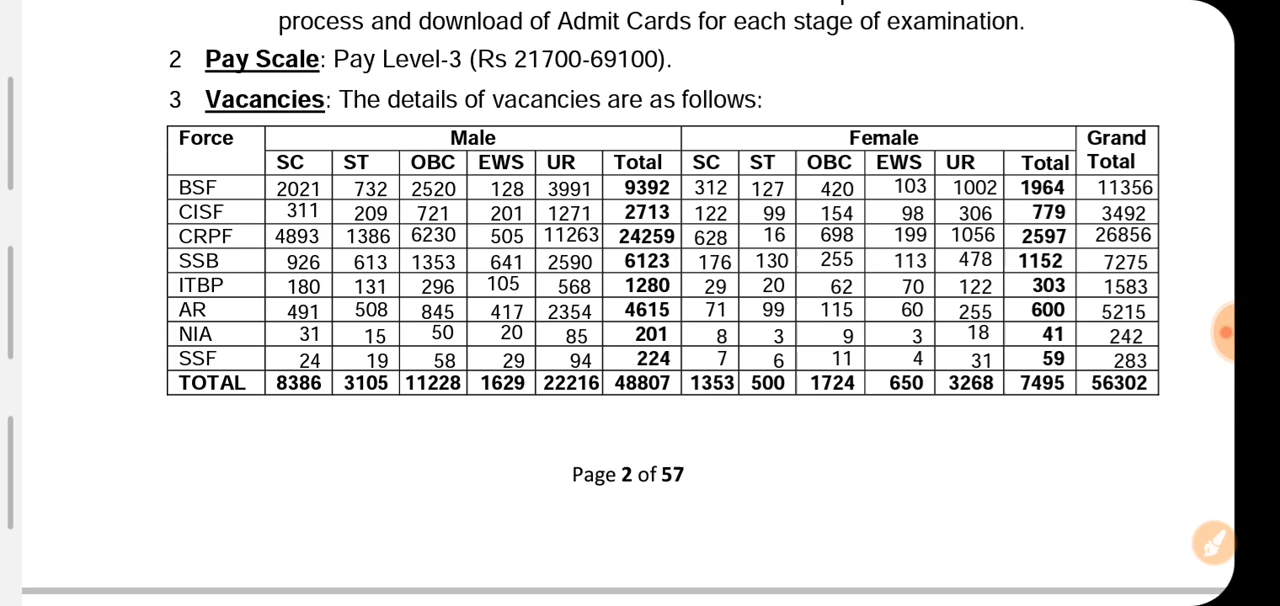 process and download of Admit Cards for each stage of examination.
2 Pay Scale: Pay Level-3 (Rs 21700-69100).
3 Vacancies: The details of vacancies are as follows:
Force Male Female Grand
SC ST OBC EWS UR Total SC ST OBC EWS UR Total Total
BSF 2021 732 2520 128 3991 9392 312 127 420 103 1002 1964 11356
CISF 311 209 721 201 1271 2713 122 99 154 98 306 779 3492
CRPF 4893 1386 6230 505 11263 24259 628 16 698 199 1056 2597 26856
SSB 926 613 1353 641 2590 6123 176 130 255 113 478 1152 7275
ITBP 180 131 296 105 568 1280 29 20 62 70 122 303 1583
AR 491 508 845 417 2354 4615 71 99 115 60 255 600 5215
NIA 31 15 50 20 85 201 8 3 9 3 18 41 242
SSF 24 19 58 29 94 224 7 6 11 4 31 59 283
TOTAL 8386 3105 11228 1629 22216 48807 1353 500 1724 650 3268 7495 56302
Page 2 of 57